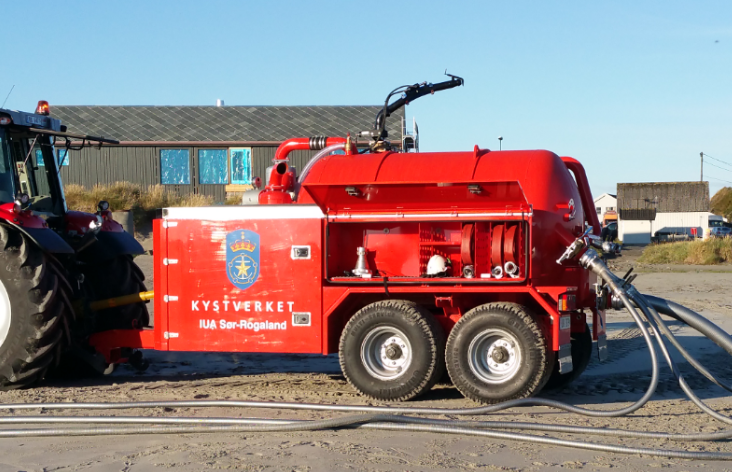 KYSTVERKET
IUA Sør-Rogaland